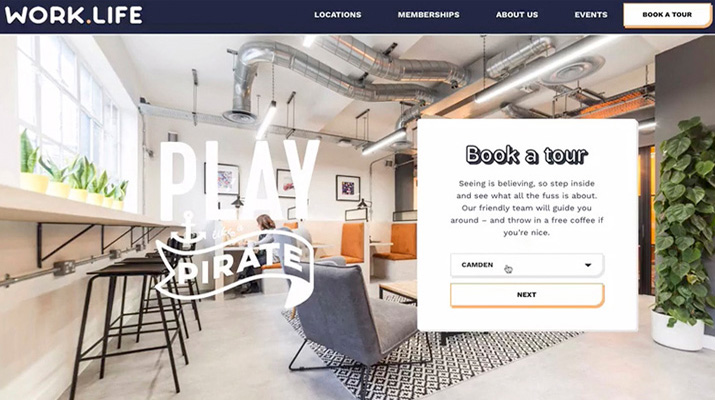 WORK.LIFE
LOCATIONS
MEMBERSHIPS
ABOUT US
EVENTS
BOOK A TOUR
PLAY
LIKE A
PIRATE
Book a tour
Seeing is believing, so step inside
and see what all the fuss is about.
Our friendly team will guide you
around – and throw in a free coffee if
you're nice.
CAMDEN
NEXT